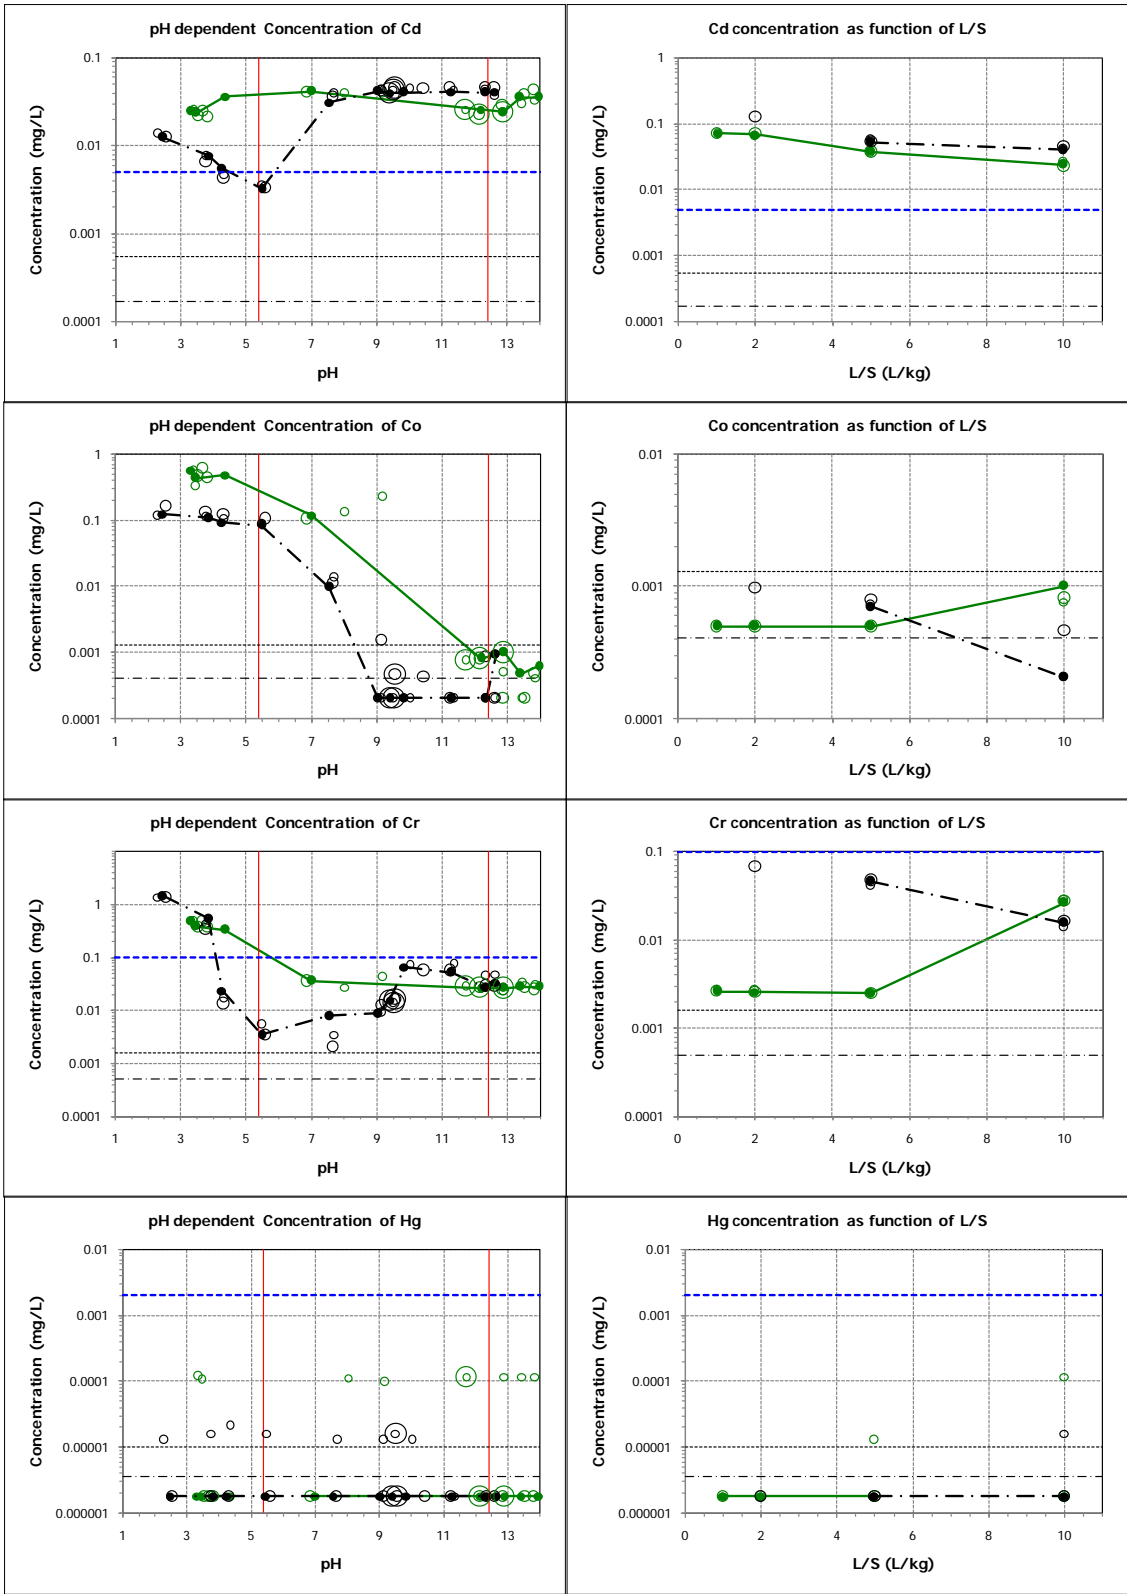 pH dependent Concentration of Cd
Concentration (mg/L)
0.1
0.01
0.001
0.0001
1 3 5 7 9 11 13
pH
Cd concentration as function of L/S
Concentration (mg/L)
1
0.1
0.01
0.001
0.0001
0 2 4 6 8 10
L/S (L/kg)
pH dependent Concentration of Co
Concentration (mg/L)
1
0.1
0.01
0.001
0.0001
1 3 5 7 9 11 13
pH
Co concentration as function of L/S
Concentration (mg/L)
0.01
0.001
0.0001
0 2 4 6 8 10
L/S (L/kg)
pH dependent Concentration of Cr
Concentration (mg/L)
1
0.1
0.01
0.001
0.0001
1 3 5 7 9 11 13
pH
Cr concentration as function of L/S
Concentration (mg/L)
0.1
0.01
0.001
0.0001
0 2 4 6 8 10
L/S (L/kg)
pH dependent Concentration of Hg
Concentration (mg/L)
0.01
0.001
0.0001
0.00001
0.000001
1 3 5 7 9 11 13
pH
Hg concentration as function of L/S
Concentration (mg/L)
0.01
0.001
0.0001
0.00001
0.000001
0 2 4 6 8 10
L/S (L/kg)